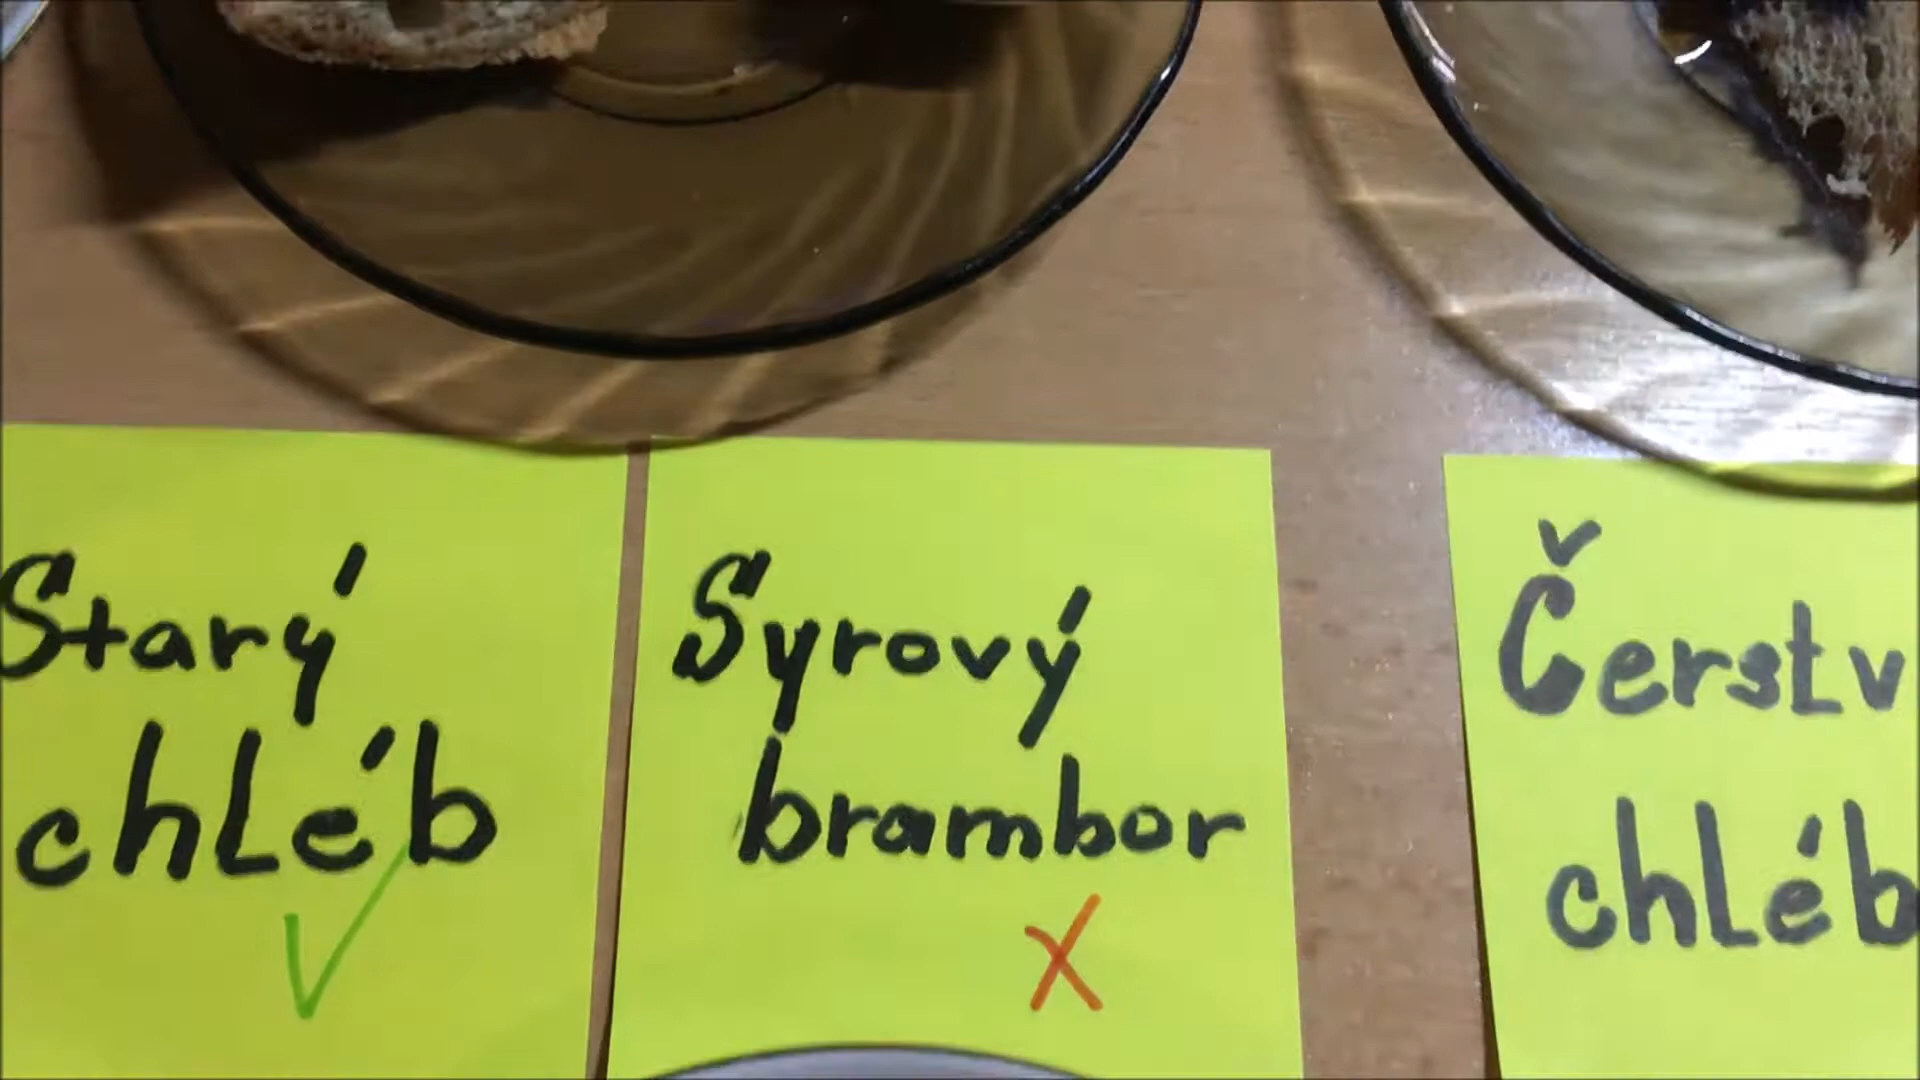 Starý
chléb
✓
Syrový
brambor
X
Čerstv
chléb